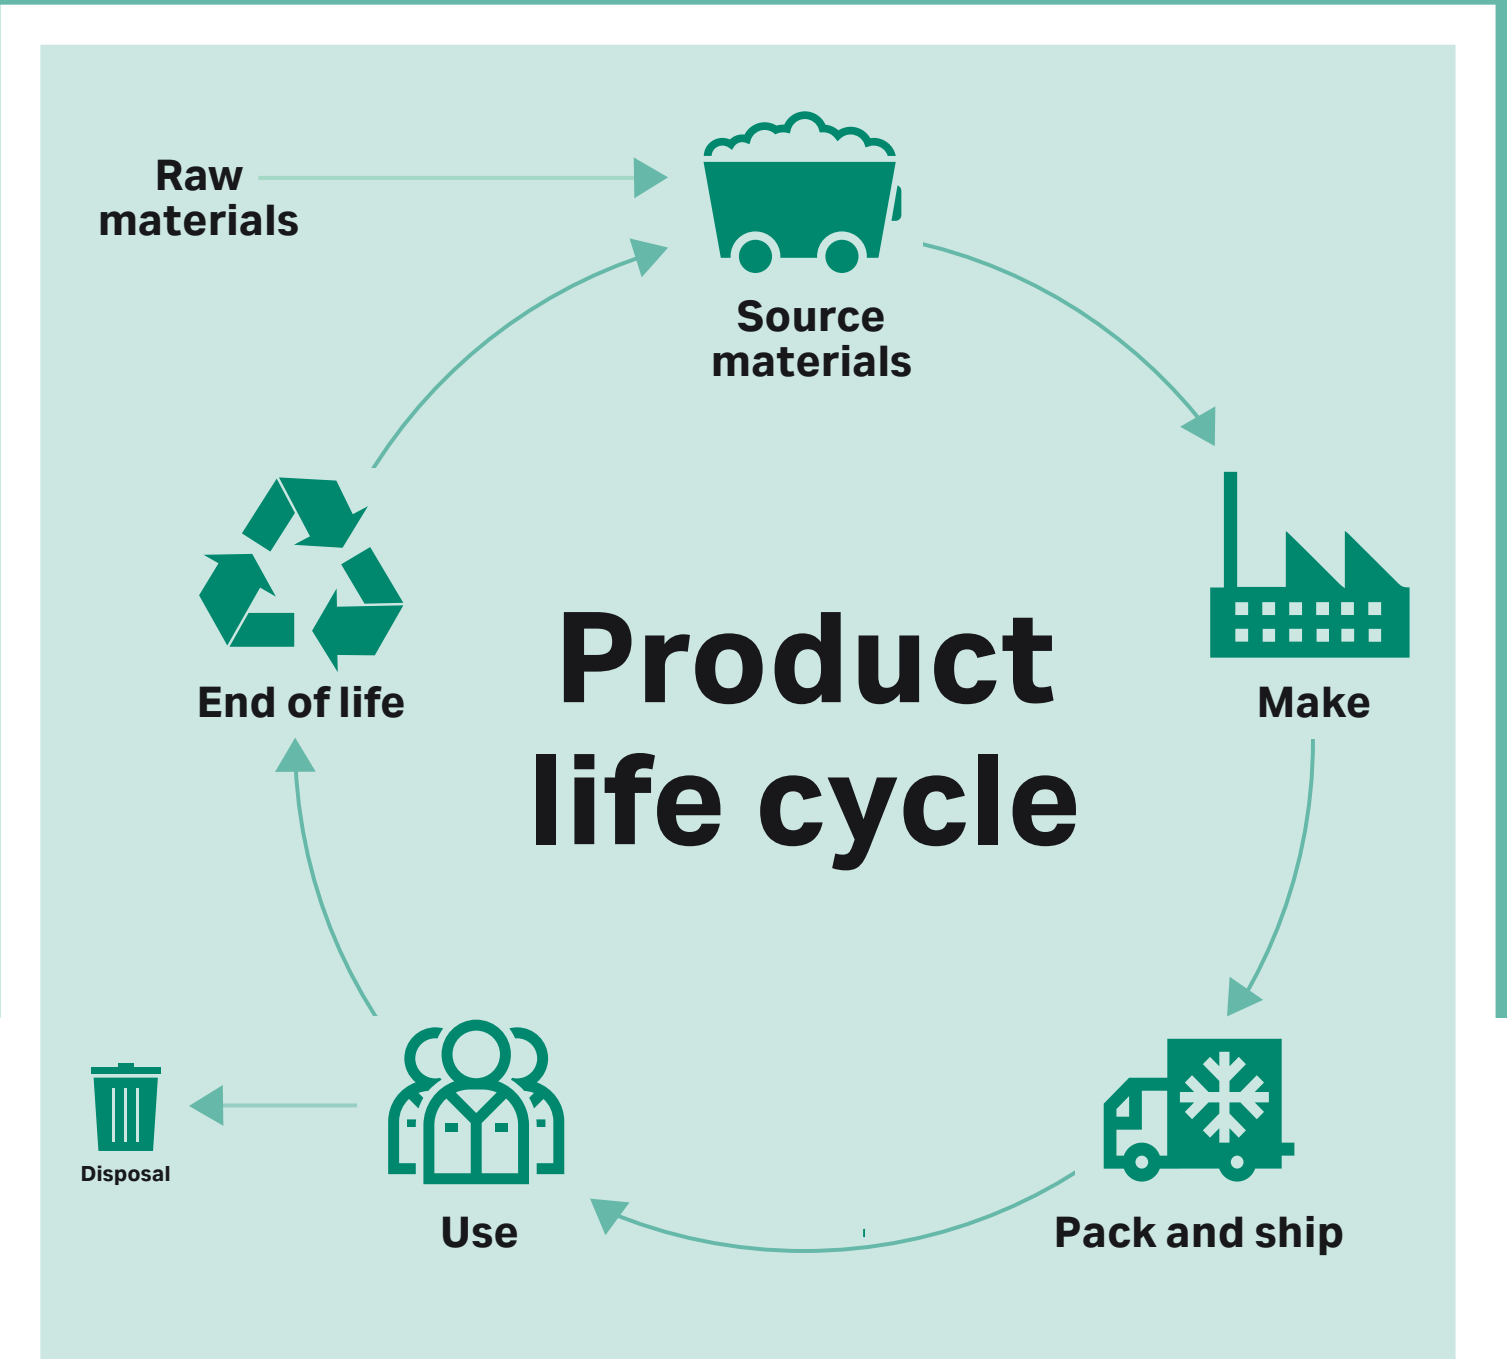 Raw
materials
Source
materials
End of life
Make
Product
life cycle
Disposal
Use
Pack and ship